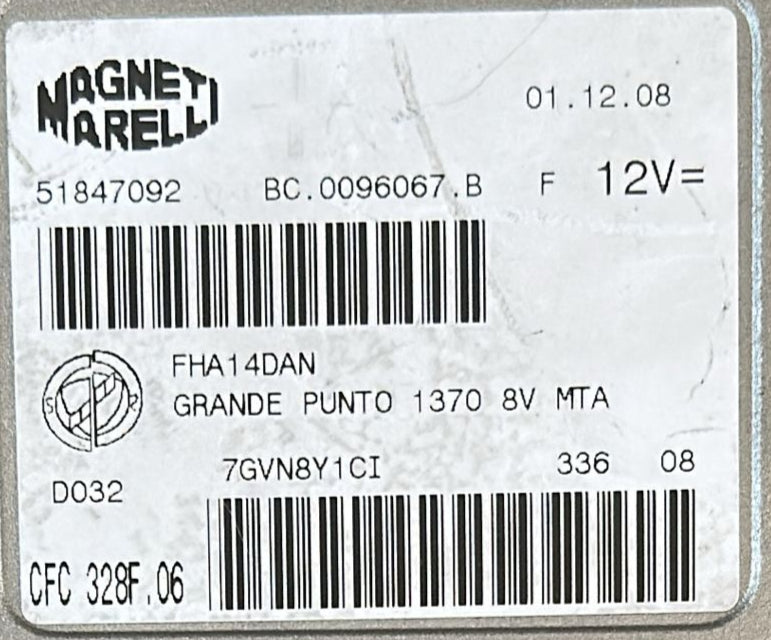 MAGNETI
MARELLI
01.12.08
51847092 BC.0096067.B F 12V=
FHA14DAN
GRANDE PUNTO 1370 8V MTA
S R
7GVN8Y1CI 336 08
D032
CFC 328F.06